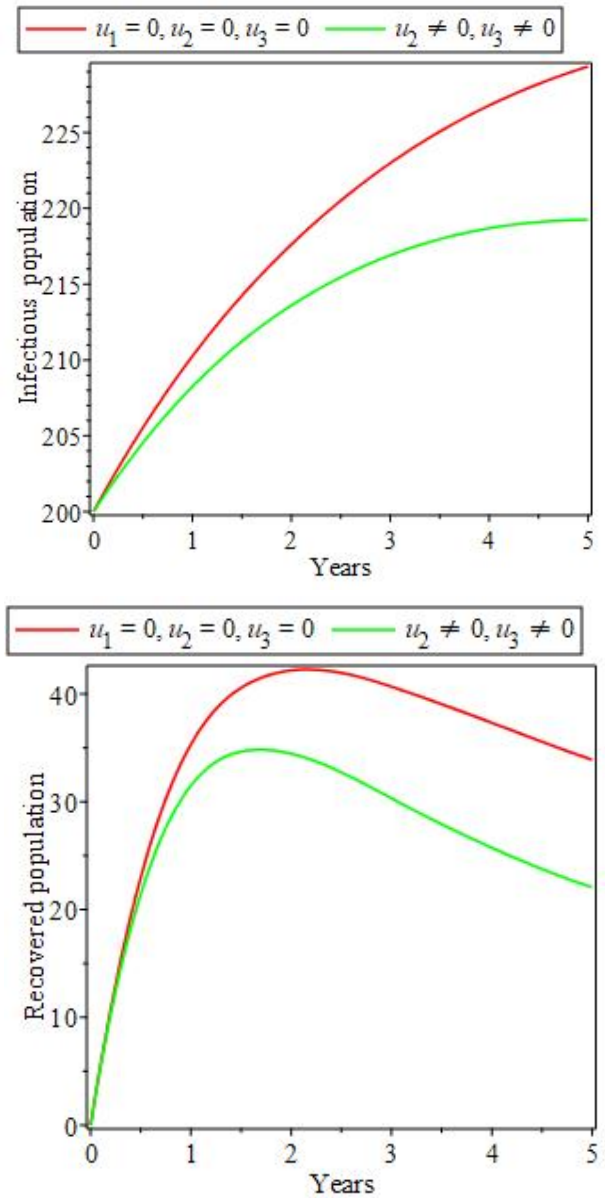 u₁ = 0, u₂ = 0, u₃ = 0 u₂ ≠ 0, u₃ ≠ 0
225
220
215
210
205
200
Infectious population
0 1 2 3 4 5
Years
u₁ = 0, u₂ = 0, u₃ = 0 u₂ ≠ 0, u₃ ≠ 0
40
30
20
10
0
Recovered population
0 1 2 3 4 5
Years